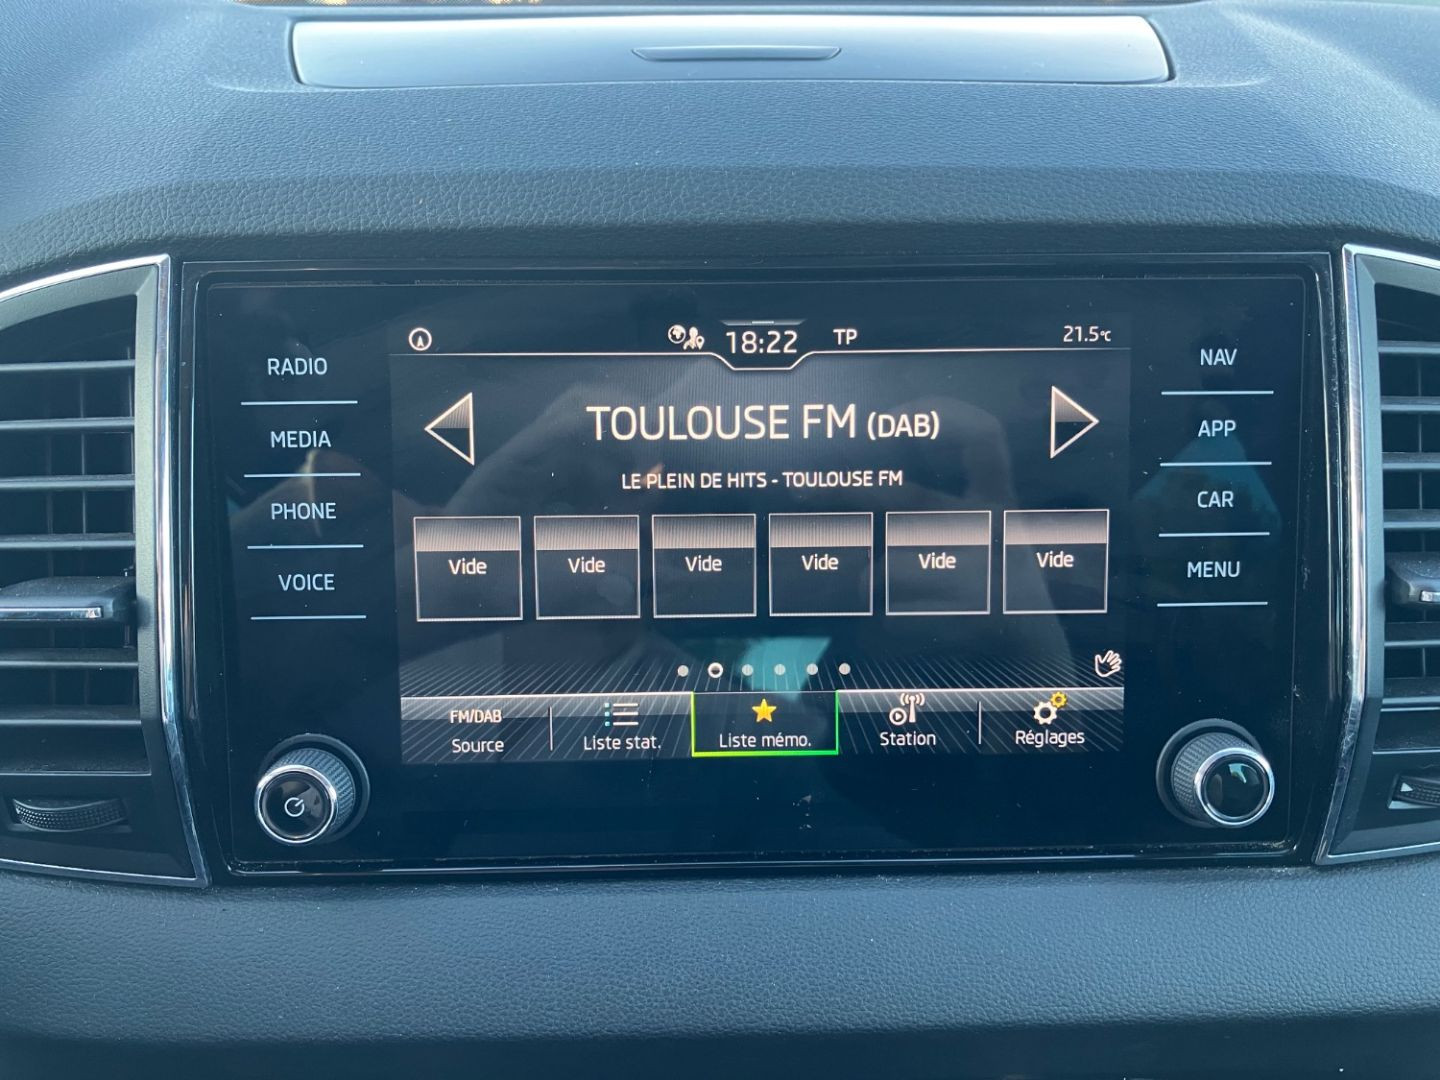 18:22
TP
21.5°C
RADIO
MEDIA
PHONE
VOICE
NAV
APP
CAR
MENU
TOULOUSE FM (DAB)
LE PLEIN DE HITS - TOULOUSE FM
Vide
Vide
Vide
Vide
Vide
Vide
FM/DAB
Source
Liste stat.
Liste mémo.
Station
Réglages